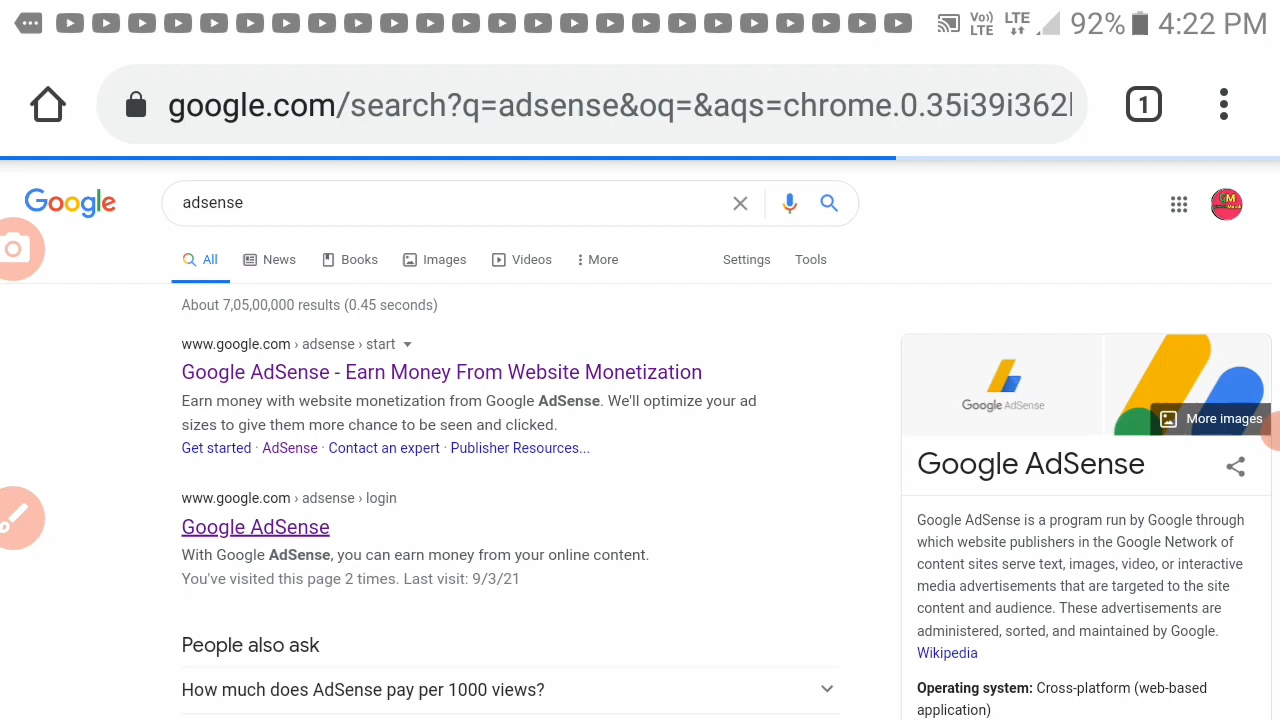 Vo)) LTE LTE 92% 4:22 PM
google.com/search?q=adsense&oq=&aqs=chrome.0.35i39i362l
1
Google
adsense
All News Books Images Videos More Settings Tools
About 7,05,00,000 results (0.45 seconds)
www.google.com › adsense › start
Google AdSense - Earn Money From Website Monetization
Earn money with website monetization from Google AdSense. We'll optimize your ad
sizes to give them more chance to be seen and clicked.
Get started · AdSense · Contact an expert · Publisher Resources...
www.google.com › adsense › login
Google AdSense
With Google AdSense, you can earn money from your online content.
You've visited this page 2 times. Last visit: 9/3/21
People also ask
How much does AdSense pay per 1000 views?
Google AdSense
More images
Google AdSense
Google AdSense is a program run by Google through
which website publishers in the Google Network of
content sites serve text, images, video, or interactive
media advertisements that are targeted to the site
content and audience. These advertisements are
administered, sorted, and maintained by Google.
Wikipedia
Operating system: Cross-platform (web-based
application)